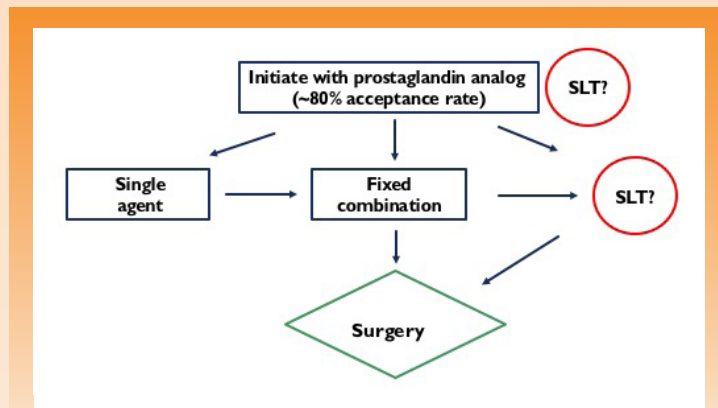 Initiate with prostaglandin analog
(~80% acceptance rate)
SLT?
Single
agent
Fixed
combination
SLT?
Surgery